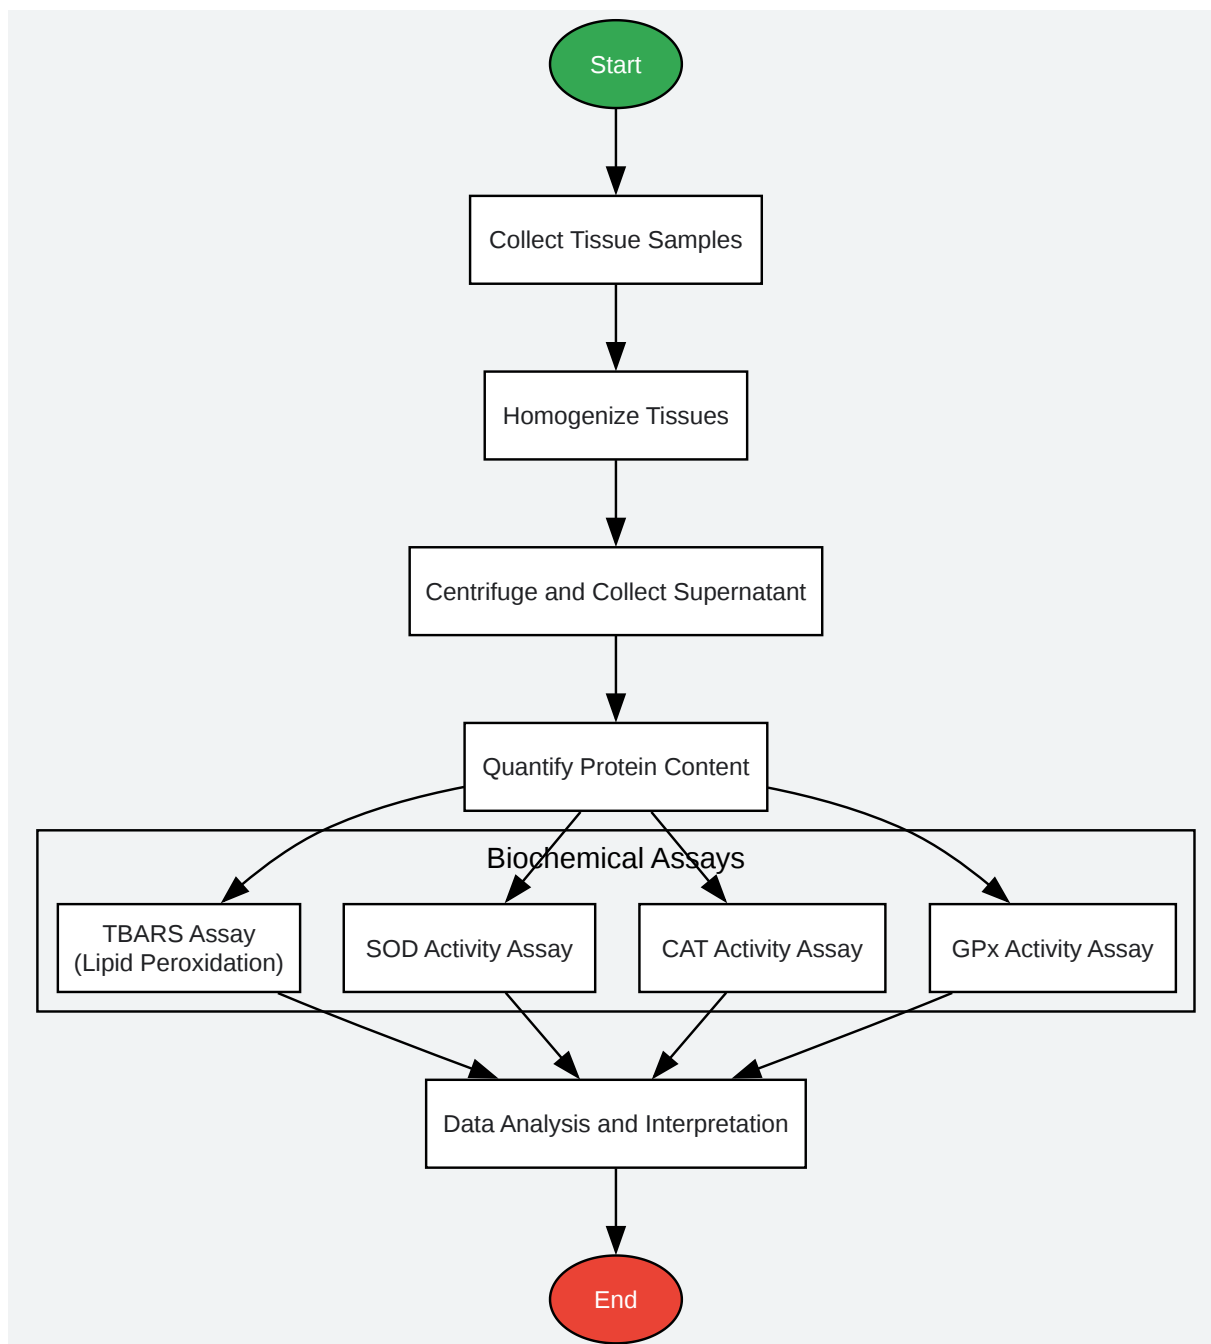 Start
Collect Tissue Samples
Homogenize Tissues
Centrifuge and Collect Supernatant
Quantify Protein Content
Biochemical Assays
TBARS Assay
(Lipid Peroxidation)
SOD Activity Assay
CAT Activity Assay
GPx Activity Assay
Data Analysis and Interpretation
End